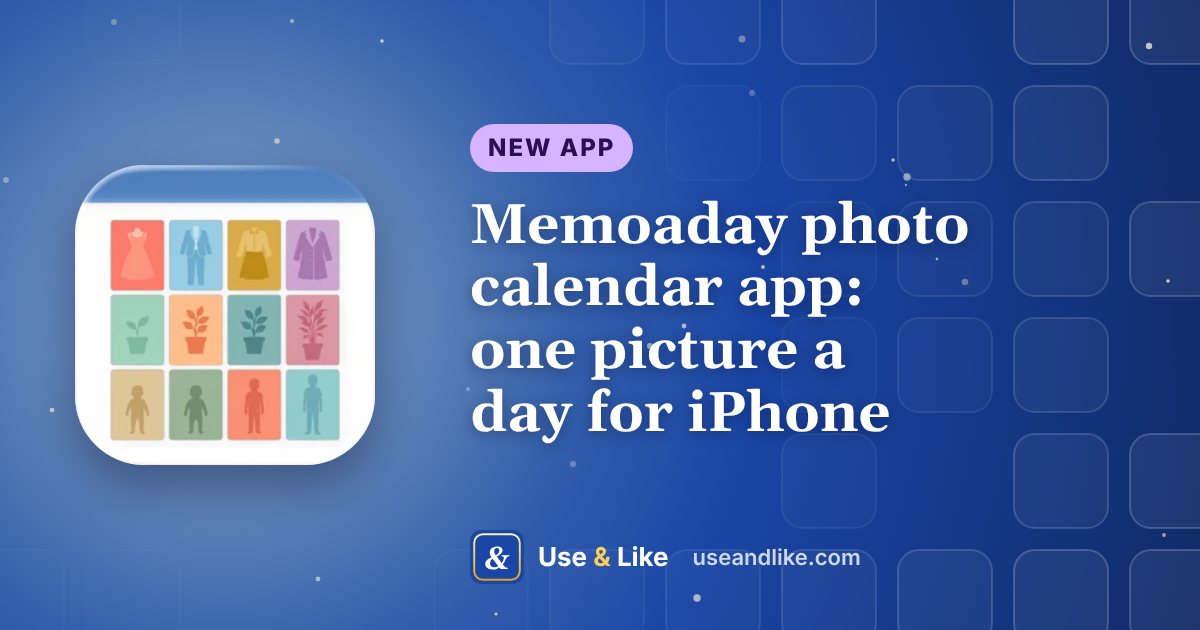 NEW APP
Memoaday photo
calendar app:
one picture a
day for iPhone
& Use & Like useandlike.com